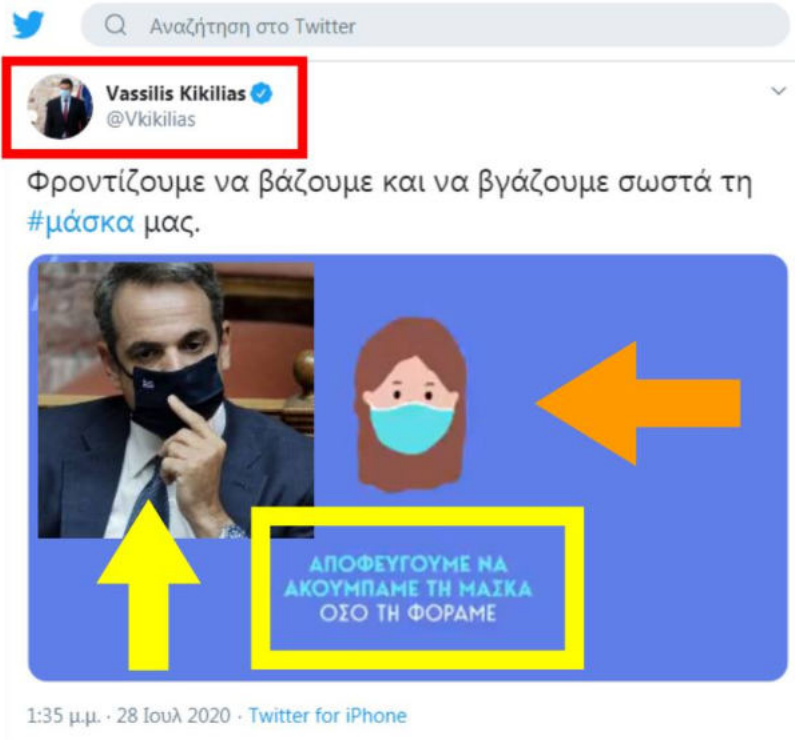 Αναζήτηση στο Twitter
Vassilis Kikilias
@Vkikilias
Φροντίζουμε να βάζουμε και να βγάζουμε σωστά τη
#μάσκα μας.
ΑΠΟΦΕΥΓΟΥΜΕ ΝΑ
ΑΚΟΥΜΠΑΜΕ ΤΗ ΜΑΣΚΑ
ΟΣΟ ΤΗ ΦΟΡΑΜΕ
1:35 μ.μ. · 28 Ιουλ 2020 · Twitter for iPhone